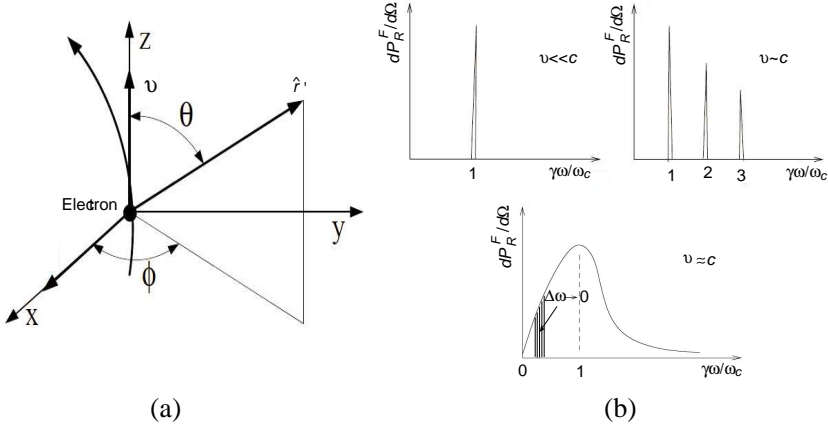 Z
υ
r̂'
θ
Electron
y
ϕ
X
(a)
dP_R^F/dΩ
υ<<c
1
γω/ω_c
dP_R^F/dΩ
υ~c
1 2 3
γω/ω_c
dP_R^F/dΩ
υ≈c
Δω→0
0 1
γω/ω_c
(b)